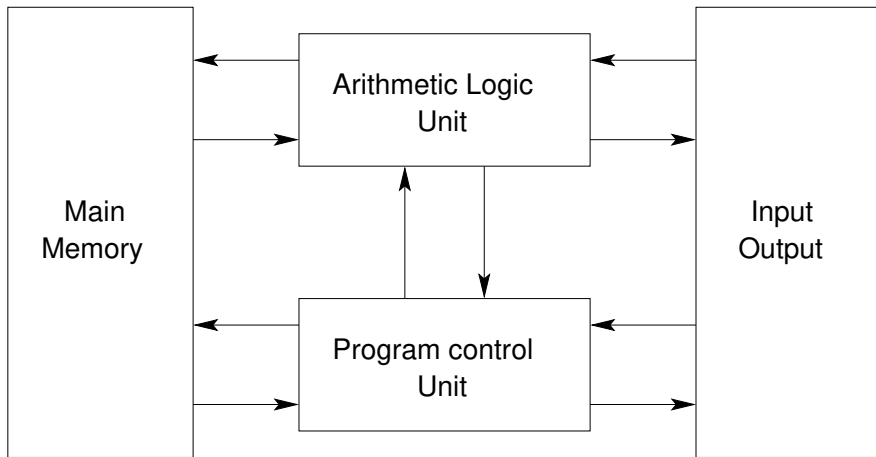 Arithmetic Logic
Unit
Main
Memory
Input
Output
Program control
Unit